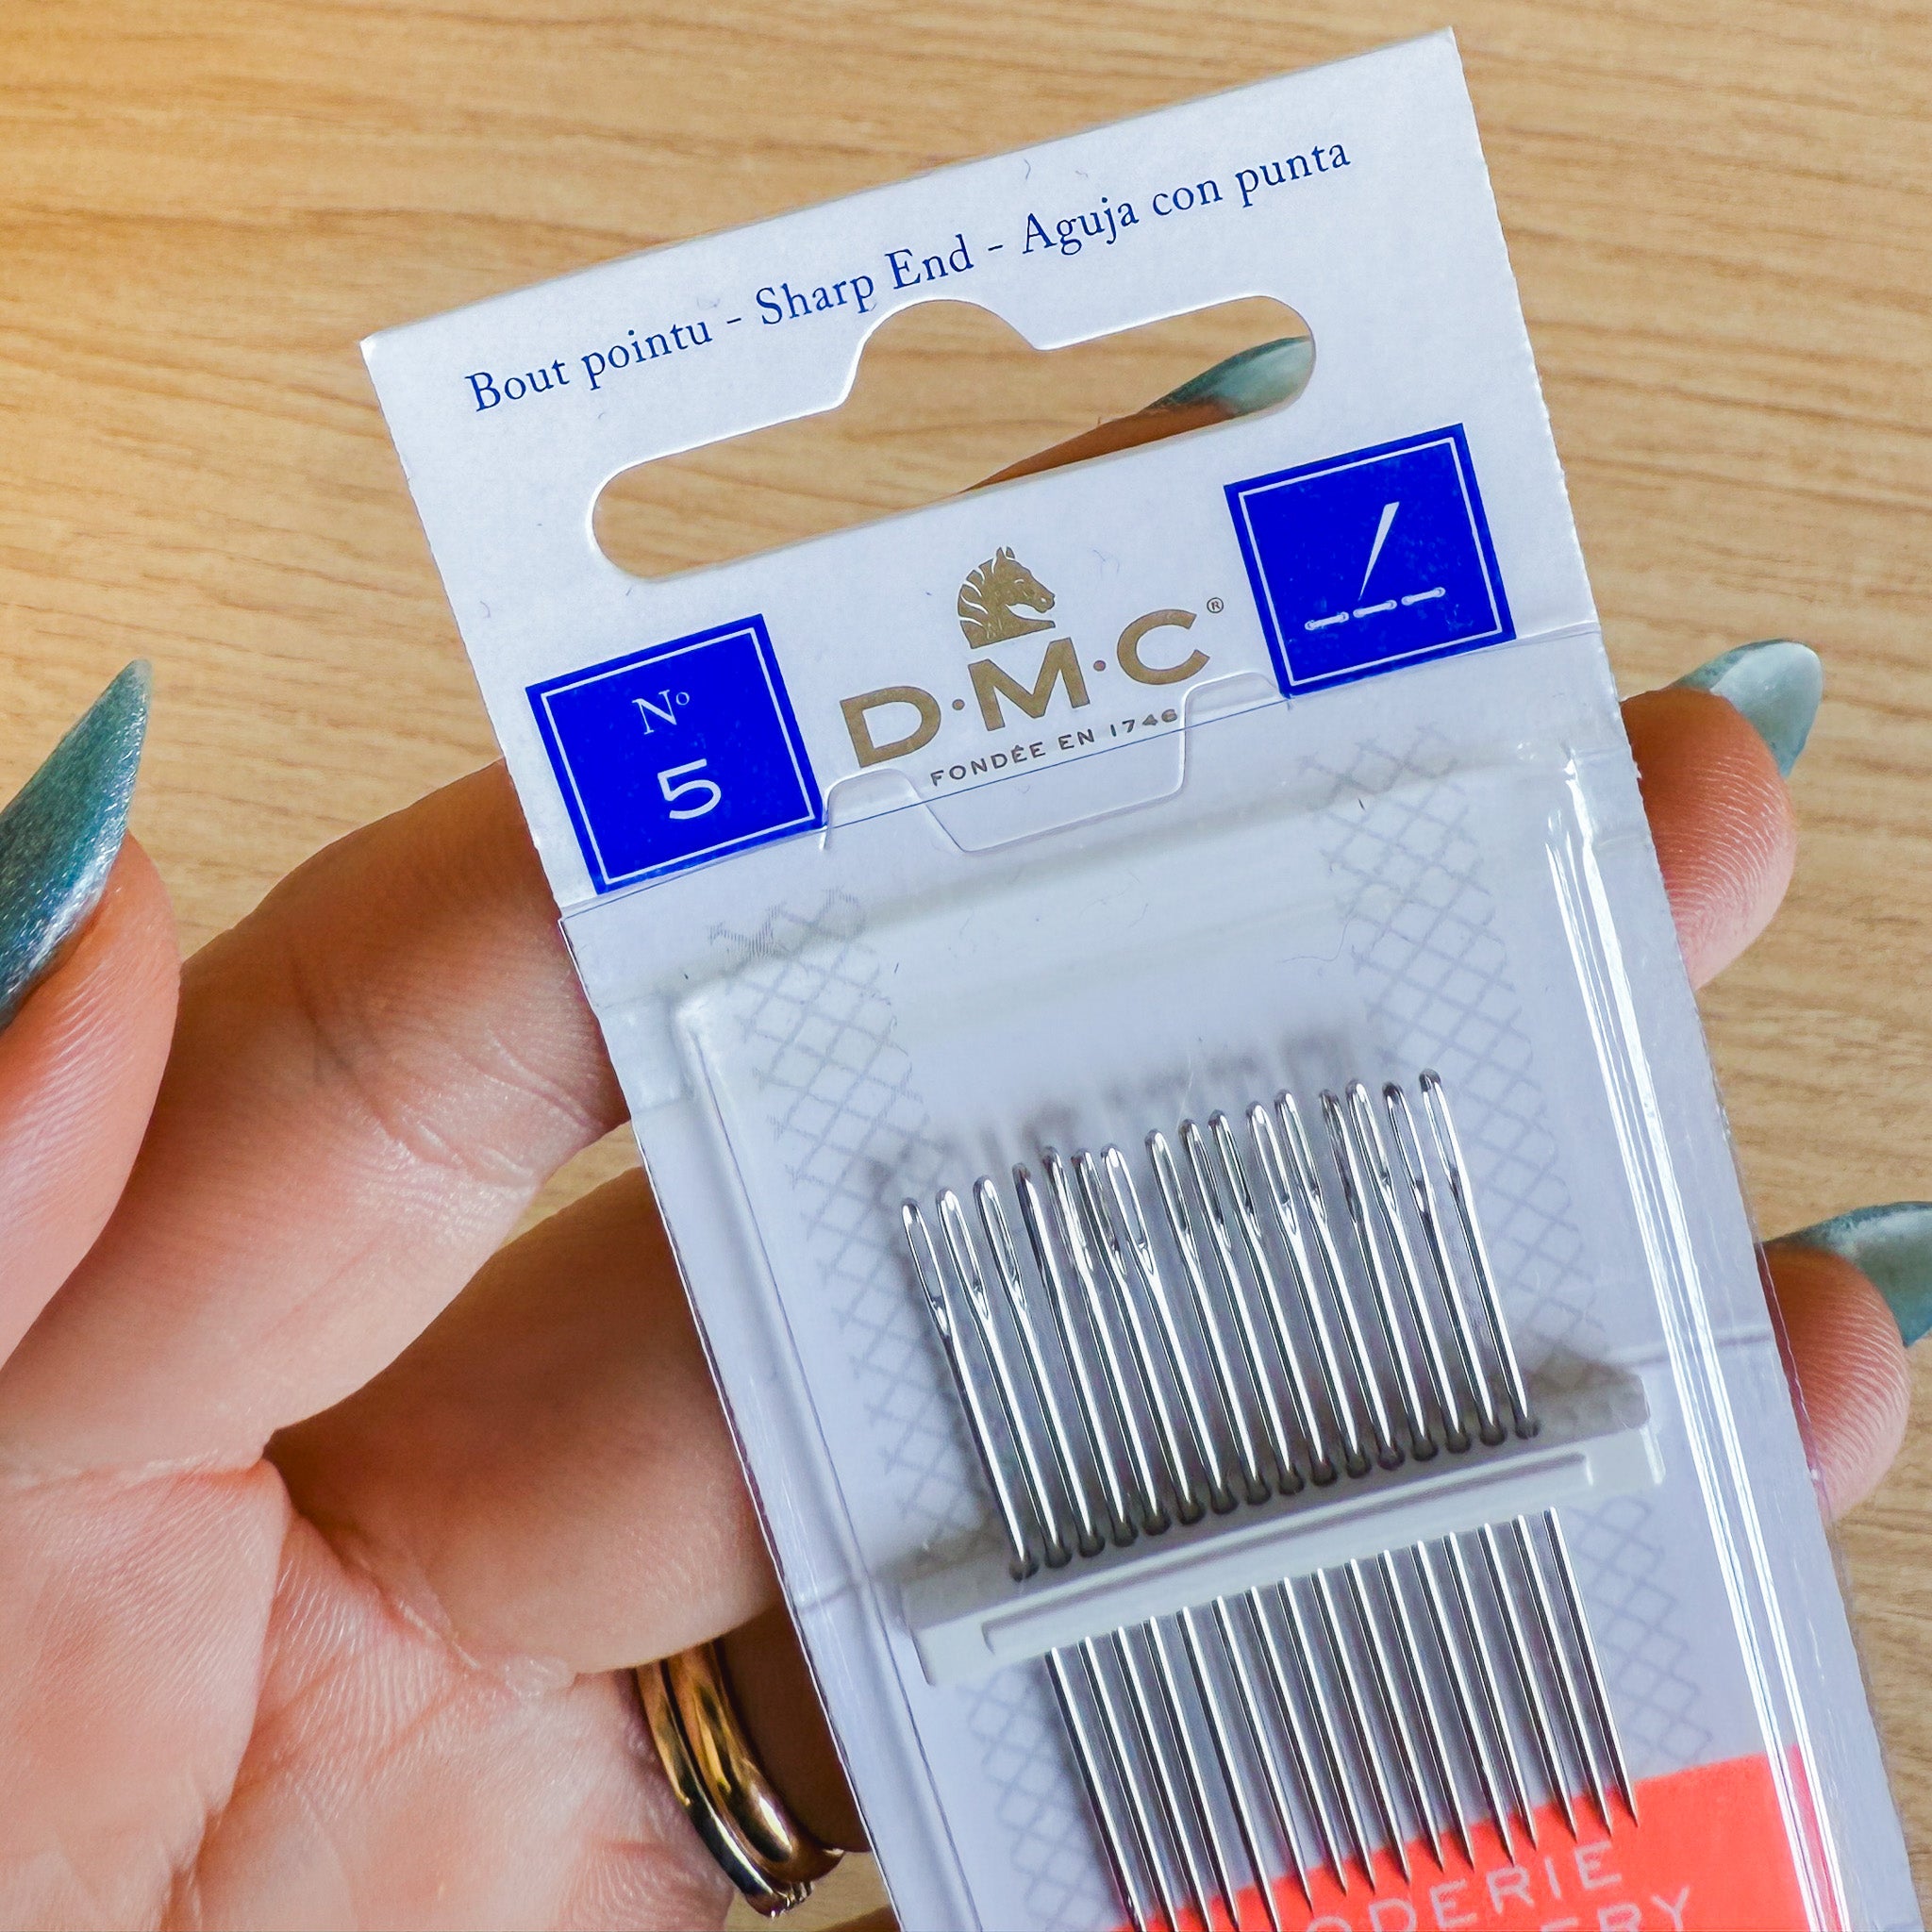 Bout pointu - Sharp End - Aguja con punta
Nº
5
D·M·C®
FONDÉE EN 1746